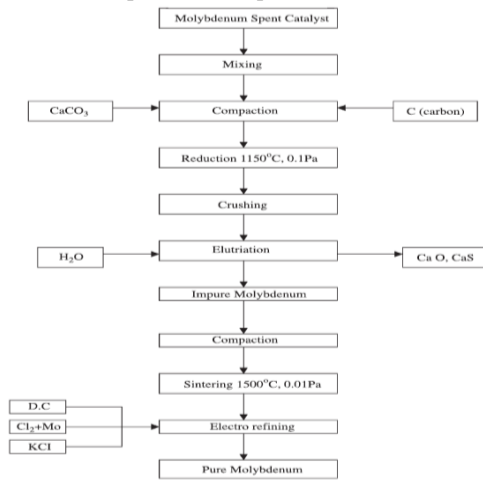 Molybdenum Spent Catalyst
Mixing
CaCO₃
Compaction
C (carbon)
Reduction 1150°C, 0.1Pa
Crushing
H₂O
Elutriation
Ca O, CaS
Impure Molybdenum
Compaction
Sintering 1500°C, 0.01Pa
D.C
Cl₂+Mo
KCl
Electro refining
Pure Molybdenum